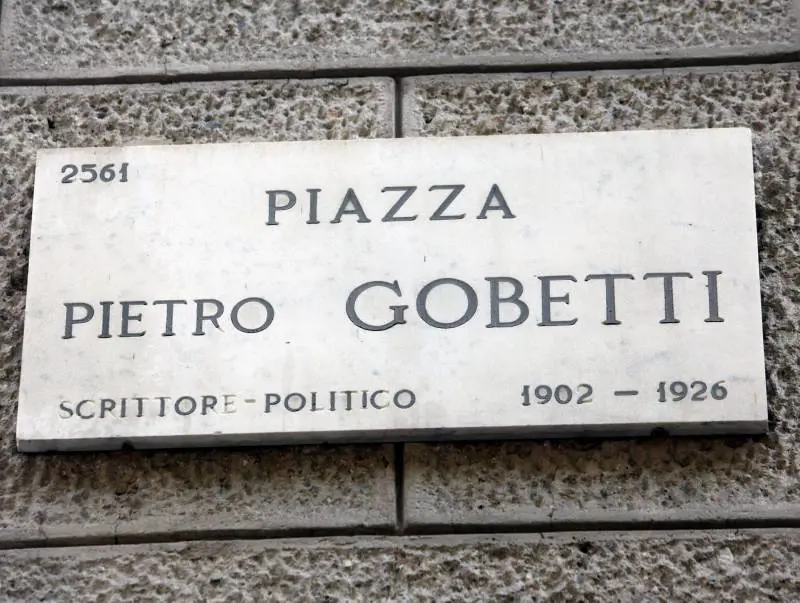 2561
PIAZZA
PIETRO GOBETTI
SCRITTORE-POLITICO 1902 - 1926